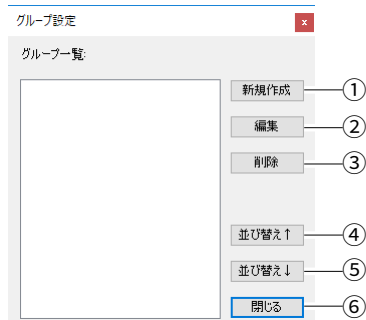 グループ設定
x
グループ一覧:
新規作成 ①
編集 ②
削除 ③
並び替え↑ ④
並び替え↓ ⑤
閉じる ⑥